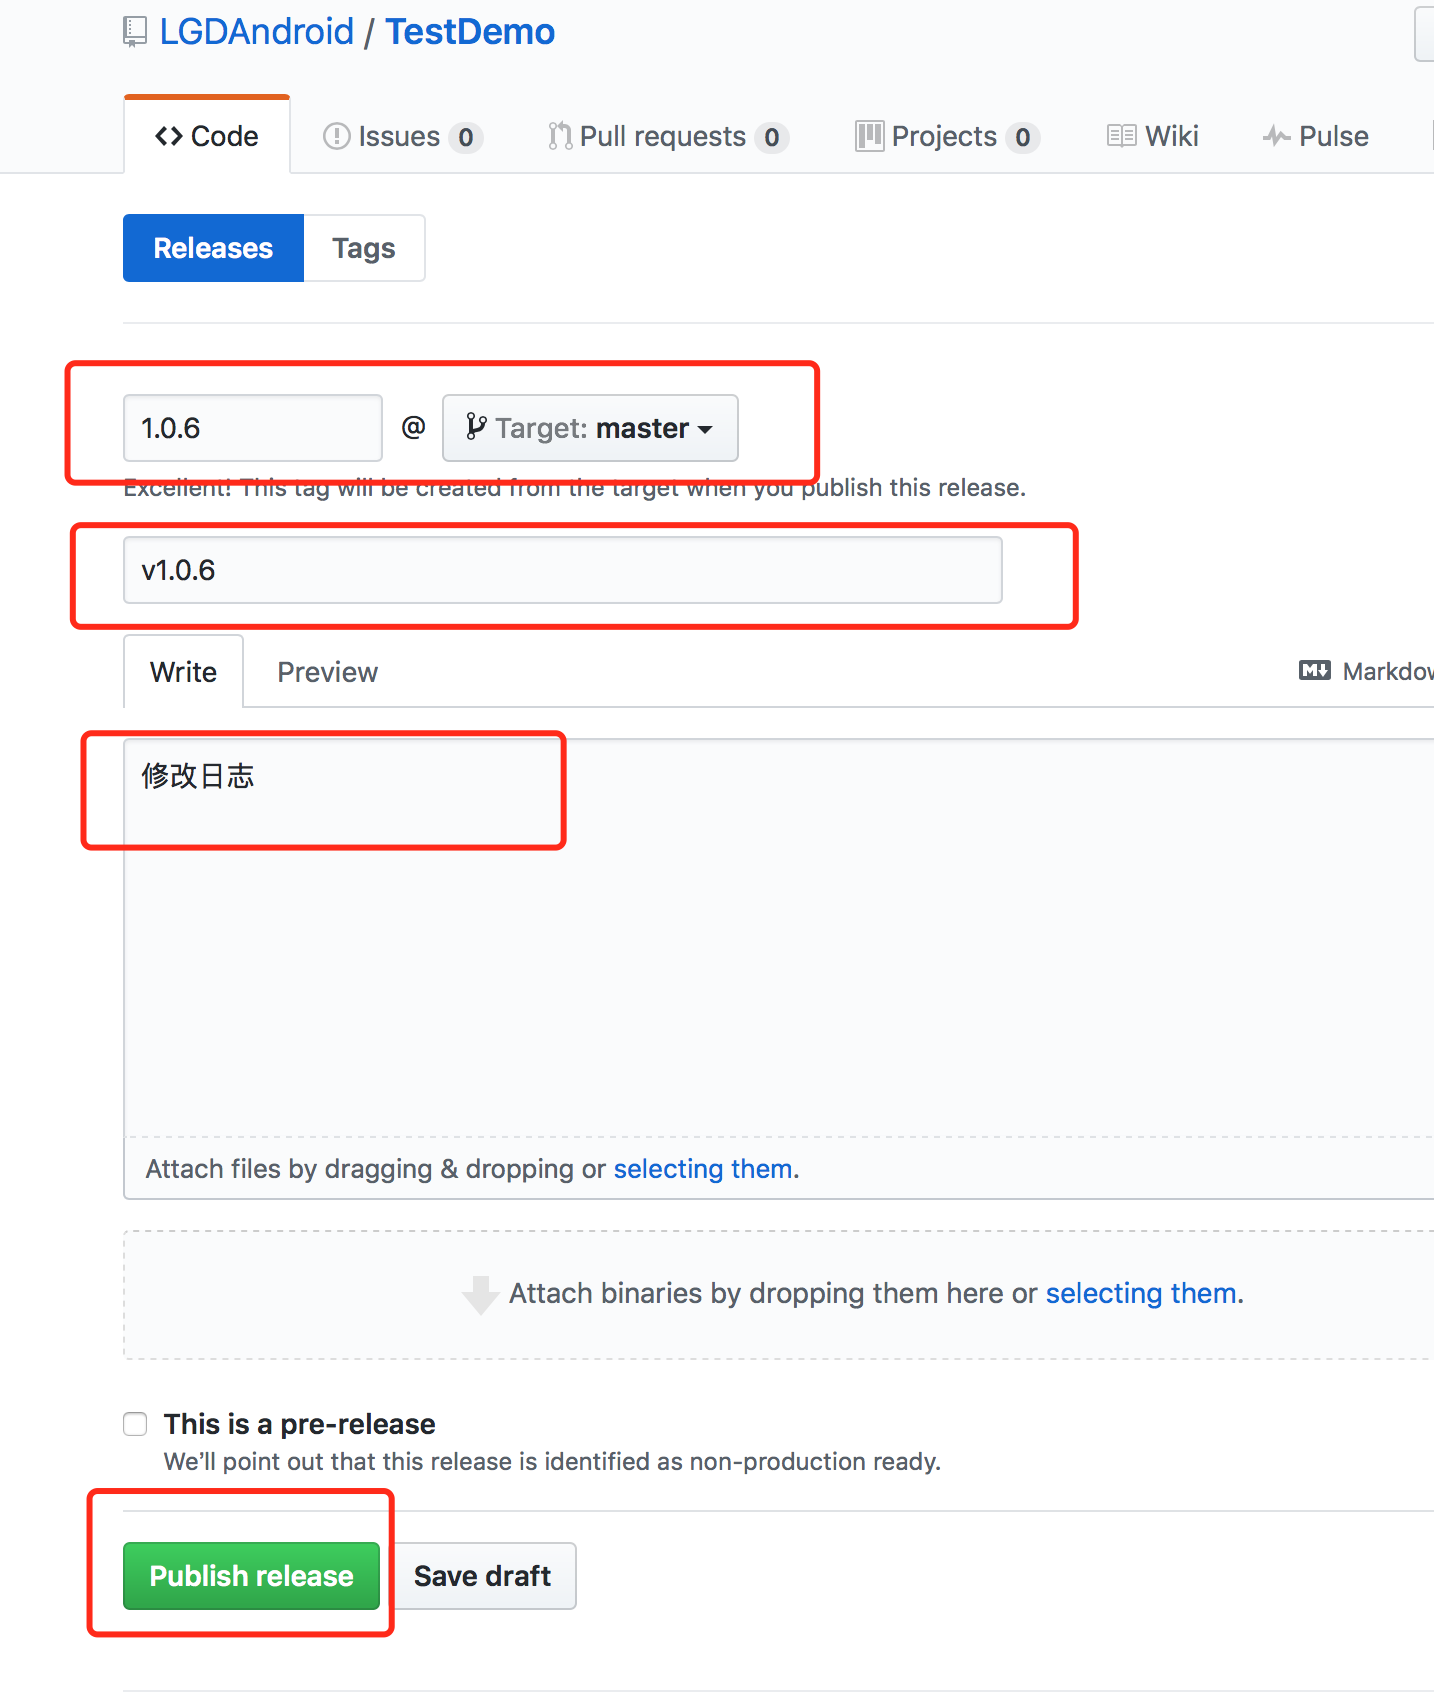 LGDAndroid / TestDemo
Code Issues 0 Pull requests 0 Projects 0 Wiki Pulse
Releases Tags
1.0.6 @ Target: master
Excellent! This tag will be created from the target when you publish this release.
v1.0.6
Write Preview Markdow
修改日志
Attach files by dragging & dropping or selecting them.
Attach binaries by dropping them here or selecting them.
This is a pre-release
We’ll point out that this release is identified as non-production ready.
Publish release Save draft